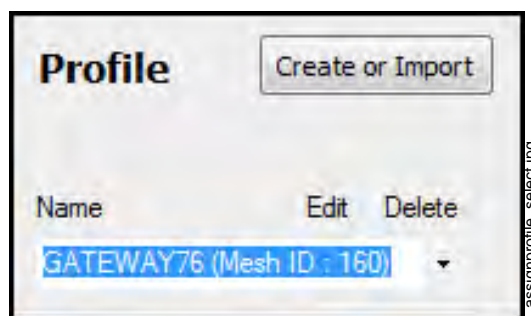 Profile
Create or Import
Name Edit Delete
GATEWAY76 (Mesh ID : 160)
assignprofile_select.jpg